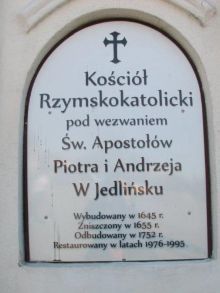 Kościół
Rzymskokatolicki
pod wezwaniem
Św. Apostołów
Piotra i Andrzeja
W Jedlińsku
Wybudowany w 1645 r.
Zniszczony w 1655 r.
Odbudowany w 1752 r.
Restaurowany w latach 1976-1995